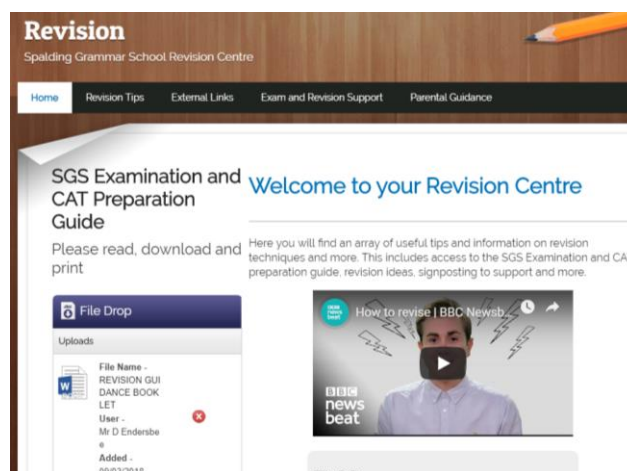 Revision
Spalding Grammar School Revision Centre
Home Revision Tips External Links Exam and Revision Support Parental Guidance
SGS Examination and
CAT Preparation
Guide
Please read, download and
print
File Drop
Uploads
File Name -
REVISION GUI
DANCE BOOK
LET
User -
Mr D Endersbe
e
Added -
Welcome to your Revision Centre
Here you will find an array of useful tips and information on revision
techniques and more. This includes access to the SGS Examination and CA
preparation guide, revision ideas, signposting to support and more.
BBC
news
beat
How to revise | BBC Newsb...
BBC
news
beat